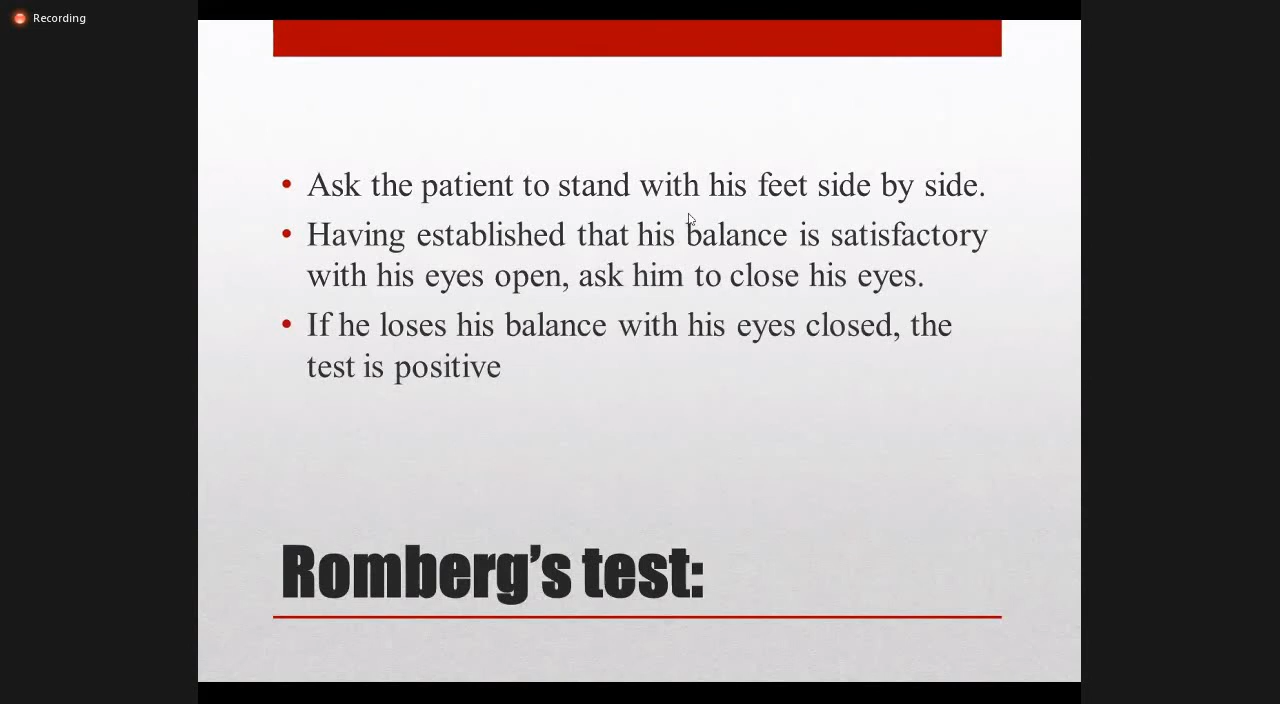 Recording
• Ask the patient to stand with his feet side by side.
• Having established that his balance is satisfactory
with his eyes open, ask him to close his eyes.
• If he loses his balance with his eyes closed, the
test is positive
Romberg’s test: